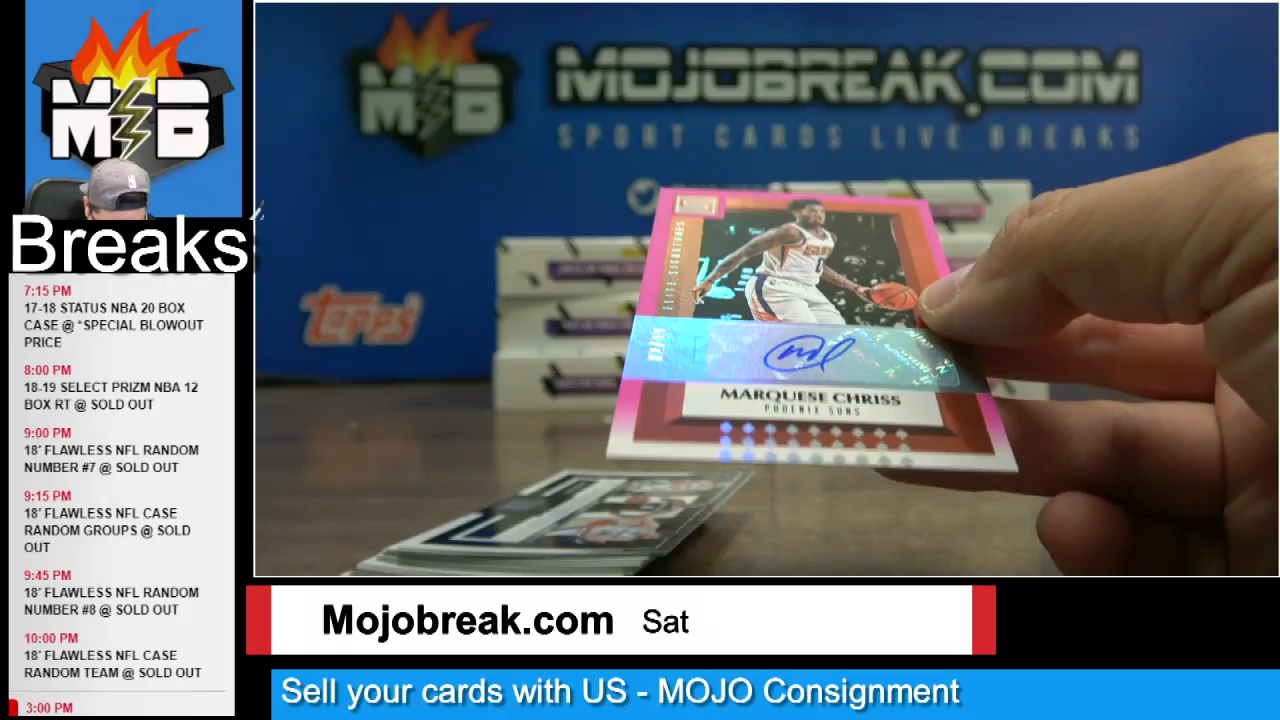 M B
Breaks
7:15 PM
17-18 STATUS NBA 20 BOX
CASE @ *SPECIAL BLOWOUT
PRICE
8:00 PM
18-19 SELECT PRIZM NBA 12
BOX RT @ SOLD OUT
9:00 PM
18' FLAWLESS NFL RANDOM
NUMBER #7 @ SOLD OUT
9:15 PM
18' FLAWLESS NFL CASE
RANDOM GROUPS @ SOLD
OUT
9:45 PM
18' FLAWLESS NFL RANDOM
NUMBER #8 @ SOLD OUT
10:00 PM
18' FLAWLESS NFL CASE
RANDOM TEAM @ SOLD OUT
3:00 PM
M B
MOJOBREAK.COM
SPORT CARDS LIVE BREAKS
TOPPS
ELITE SIGNATURES
MARQUESE CHRISS
PHOENIX SUNS
Mojobreak.com Sat
Sell your cards with US - MOJO Consignment